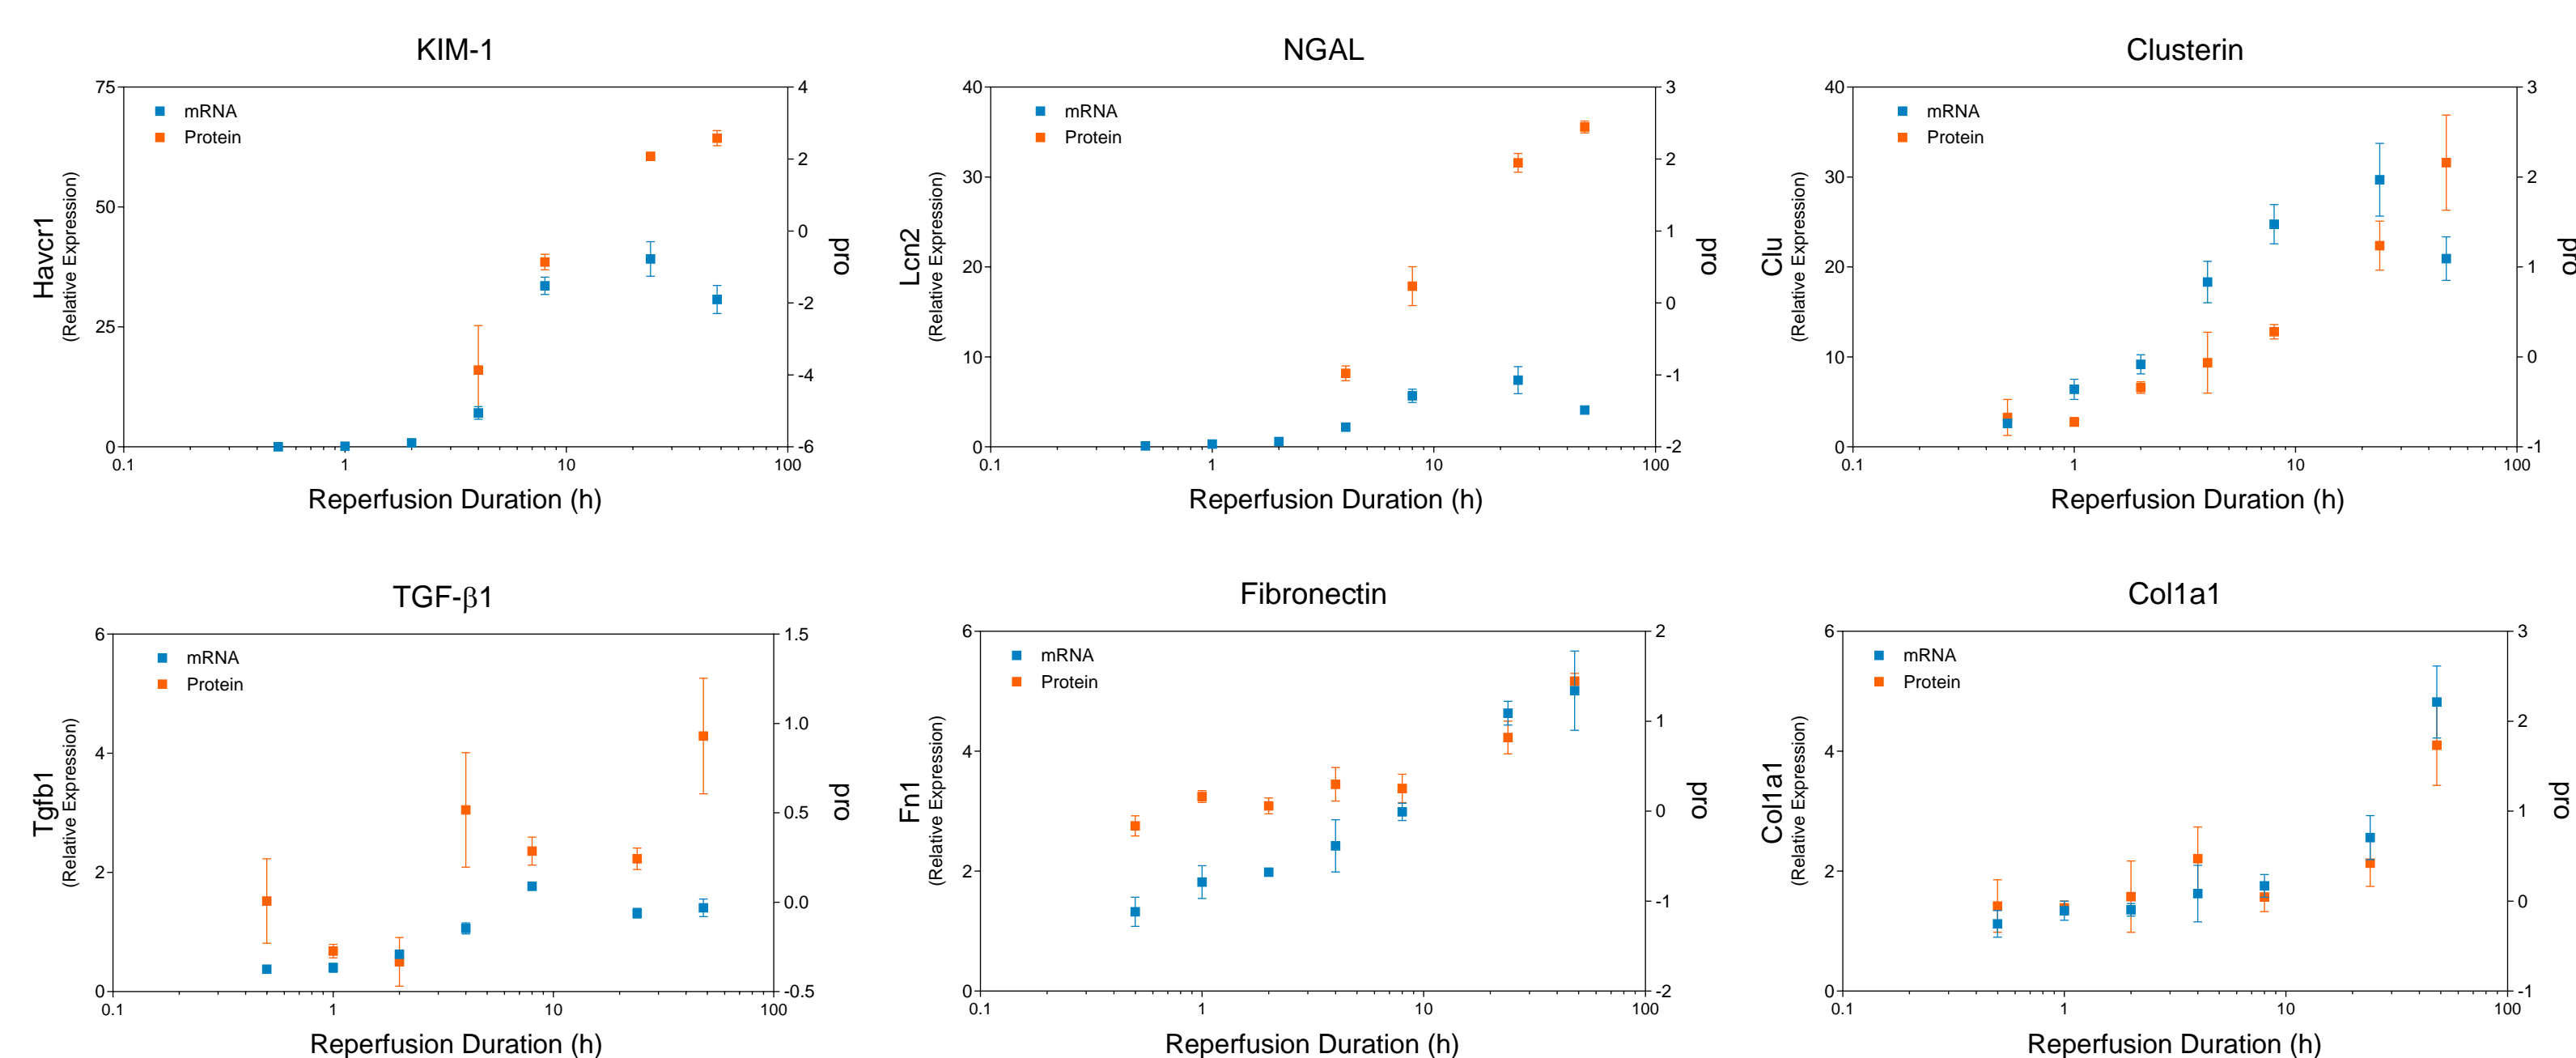 KIM-1
75
50
25
0
4
2
0
-2
-4
-6
mRNA
Protein
Havcr1
(Relative Expression)
pro
0.1
1
10
100
Reperfusion Duration (h)
NGAL
40
30
20
10
0
3
2
1
0
-1
-2
mRNA
Protein
Lcn2
(Relative Expression)
pro
0.1
1
10
100
Reperfusion Duration (h)
Clusterin
40
30
20
10
0
3
2
1
0
-1
mRNA
Protein
Clu
(Relative Expression)
pro
0.1
1
10
100
Reperfusion Duration (h)
TGF-β1
6
4
2
0
1.5
1.0
0.5
0.0
-0.5
mRNA
Protein
Tgfb1
(Relative Expression)
pro
0.1
1
10
100
Reperfusion Duration (h)
Fibronectin
6
4
2
0
2
1
0
-1
-2
mRNA
Protein
Fn1
(Relative Expression)
pro
0.1
1
10
100
Reperfusion Duration (h)
Col1a1
6
4
2
0
3
2
1
0
-1
mRNA
Protein
Col1a1
(Relative Expression)
pro
0.1
1
10
100
Reperfusion Duration (h)